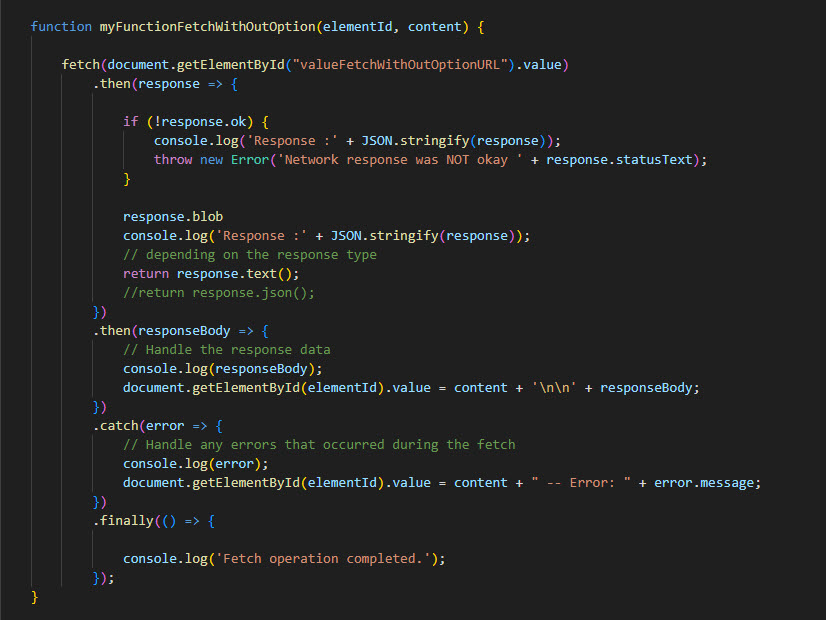 function myFunctionFetchWithOutOption(elementId, content) {
fetch(document.getElementById("valueFetchWithOutOptionURL").value)
.then(response => {
if (!response.ok) {
console.log('Response :' + JSON.stringify(response));
throw new Error('Network response was NOT okay ' + response.statusText);
}
response.blob
console.log('Response :' + JSON.stringify(response));
// depending on the response type
return response.text();
//return response.json();
})
.then(responseBody => {
// Handle the response data
console.log(responseBody);
document.getElementById(elementId).value = content + '\n\n' + responseBody;
})
.catch(error => {
// Handle any errors that occurred during the fetch
console.log(error);
document.getElementById(elementId).value = content + " -- Error: " + error.message;
})
.finally(() => {
console.log('Fetch operation completed.');
});
}